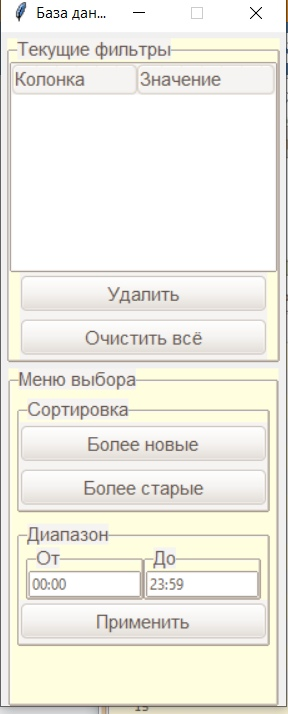 База дан...
Текущие фильтры
Колонка Значение
Удалить
Очистить всё
Меню выбора
Сортировка
Более новые
Более старые
Диапазон
От До
00:00 23:59
Применить
19